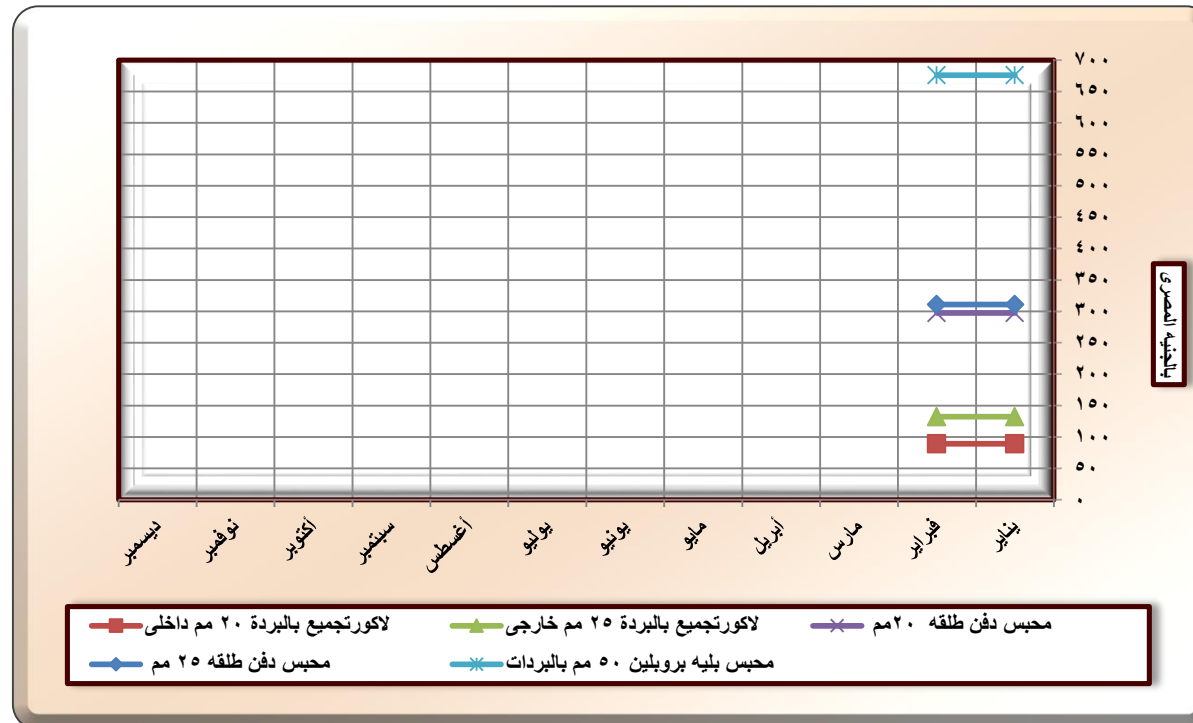 ٧٠٠
٦٥٠
٦٠٠
٥٥٠
٥٠٠
٤٥٠
٤٠٠
٣٥٠
٣٠٠
٢٥٠
٢٠٠
١٥٠
١٠٠
٥٠
٠
بالجنيه المصرى
يناير
فبراير
مارس
أبريل
مايو
يونيو
يوليو
أغسطس
سبتمبر
أكتوبر
نوفمبر
ديسمبر
محبس دفن طلقه ٢٠مم لاكورتجميع بالبردة ٢٥ مم خارجى لاكورتجميع بالبردة ٢٠ مم داخلى
محبس بليه بروبلين ٥٠ مم بالبردات محبس دفن طلقه ٢٥ مم